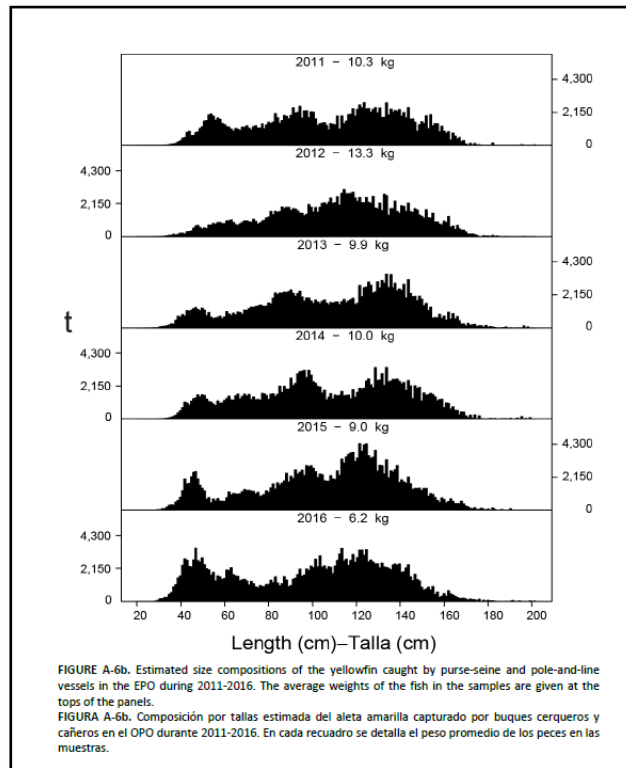 2011 – 10.3 kg
4,300
2,150
0
2012 – 13.3 kg
4,300
2,150
0
2013 – 9.9 kg
4,300
2,150
0
t
2014 – 10.0 kg
4,300
2,150
0
2015 – 9.0 kg
4,300
2,150
0
2016 – 6.2 kg
4,300
2,150
0
20 40 60 80 100 120 140 160 180 200
Length (cm)–Talla (cm)
FIGURE A-6b. Estimated size compositions of the yellowfin caught by purse-seine and pole-and-line
vessels in the EPO during 2011-2016. The average weights of the fish in the samples are given at the
tops of the panels.
FIGURA A-6b. Composición por tallas estimada del aleta amarilla capturado por buques cerqueros y
cañeros en el OPO durante 2011-2016. En cada recuadro se detalla el peso promedio de los peces en las
muestras.